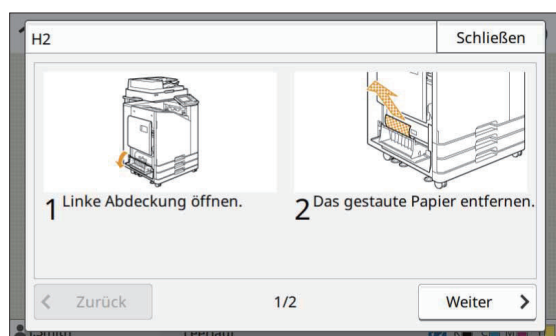 H2
Schließen
1 Linke Abdeckung öffnen.
2 Das gestaute Papier entfernen.
Zurück
1/2
Weiter